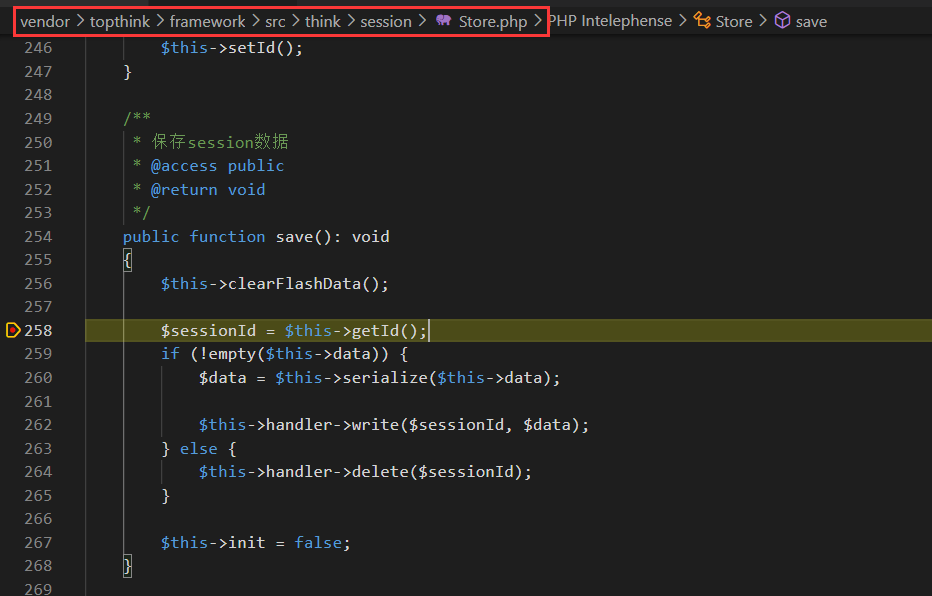 vendor > topthink > framework > src > think > session > Store.php > PHP Intelephense > Store > save
246 $this->setId();
247 }
248
249 /**
250 * 保存session数据
251 * @access public
252 * @return void
253 */
254 public function save(): void
255 {
256 $this->clearFlashData();
257
258 $sessionId = $this->getId();
259 if (!empty($this->data)) {
260 $data = $this->serialize($this->data);
261
262 $this->handler->write($sessionId, $data);
263 } else {
264 $this->handler->delete($sessionId);
265 }
266
267 $this->init = false;
268 }
269